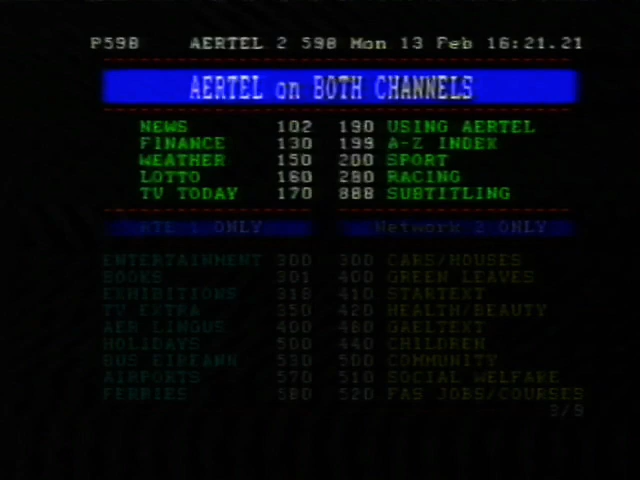 P598 AERTEL 2 598 Mon 13 Feb 16:21.21
AERTEL on BOTH CHANNELS
NEWS 102 190 USING AERTEL
FINANCE 130 199 A-Z INDEX
WEATHER 150 200 SPORT
LOTTO 160 280 RACING
TV TODAY 170 888 SUBTITLING
RTE 1 ONLY Network 2 ONLY
ENTERTAINMENT 300 300 CARS/HOUSES
BOOKS 301 400 GREEN LEAVES
EXHIBITIONS 318 410 STARTEXT
TV EXTRA 350 420 HEALTH/BEAUTY
AER LINGUS 400 480 GAELTEXT
HOLIDAYS 500 440 CHILDREN
BUS EIREANN 530 500 COMMUNITY
AIRPORTS 570 510 SOCIAL WELFARE
FERRIES 580 520 FAS JOBS/COURSES
3/9